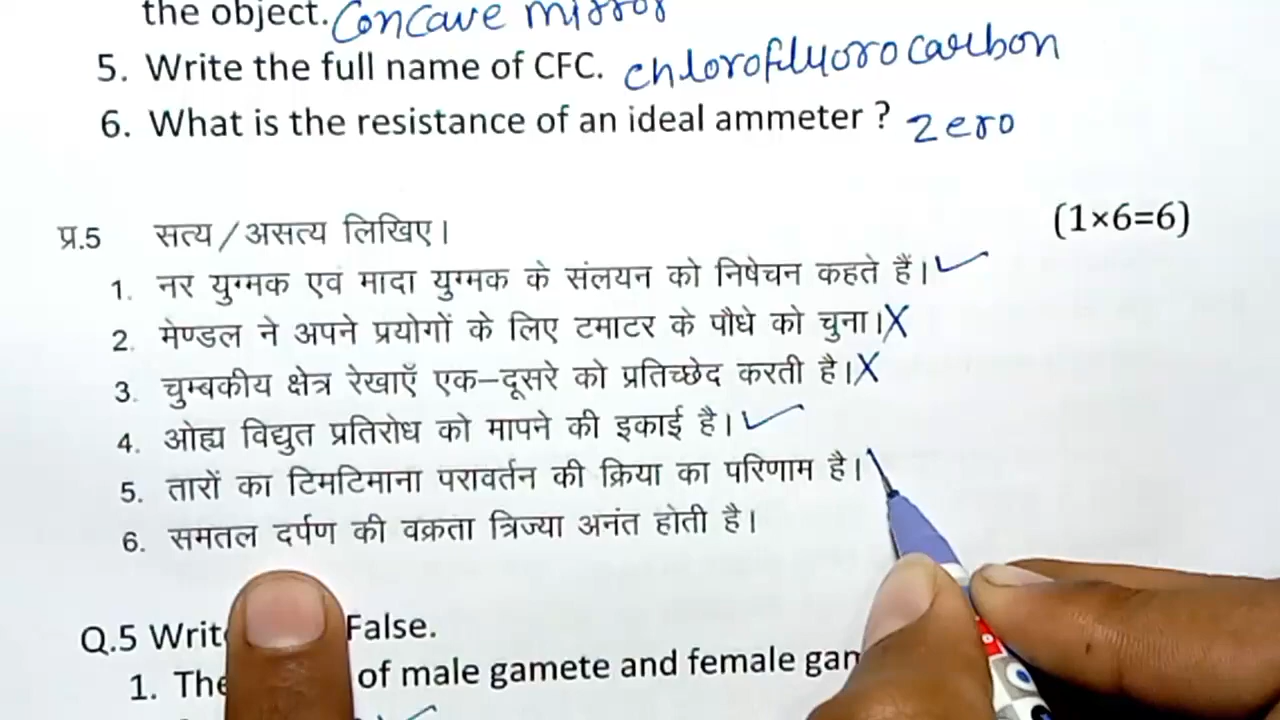 the object. Concave mirror
5. Write the full name of CFC. chlorofluorocarbon
6. What is the resistance of an ideal ammeter ? zero
प्र.5 सत्य/असत्य लिखिए। (1×6=6)
1. नर युग्मक एवं मादा युग्मक के संलयन को निषेचन कहते हैं। ✓
2. मेण्डल ने अपने प्रयोगों के लिए टमाटर के पौधे को चुना। X
3. चुम्बकीय क्षेत्र रेखाएँ एक–दूसरे को प्रतिच्छेद करती है। X
4. ओह्म विद्युत प्रतिरोध को मापने की इकाई है। ✓
5. तारों का टिमटिमाना परावर्तन की क्रिया का परिणाम है।
6. समतल दर्पण की वक्रता त्रिज्या अनंत होती है।
Q.5 False.
1. of male gamete and female